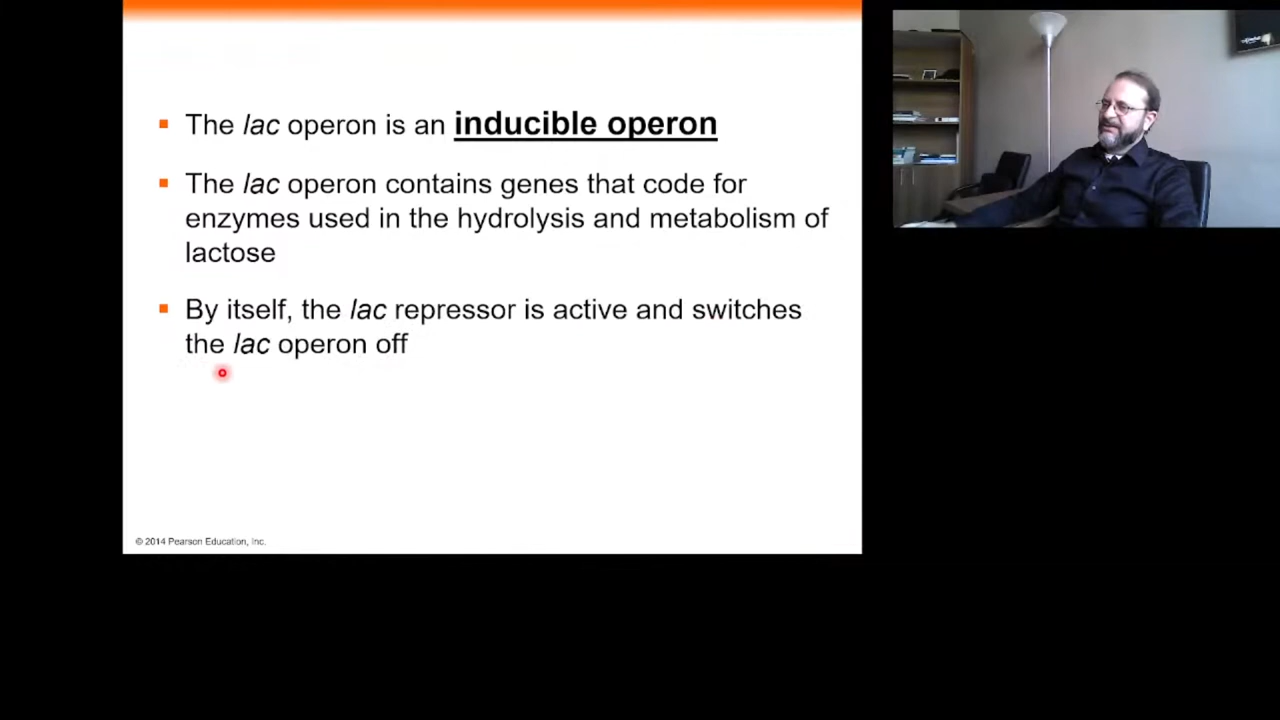 The lac operon is an inducible operon
The lac operon contains genes that code for
enzymes used in the hydrolysis and metabolism of
lactose
By itself, the lac repressor is active and switches
the lac operon off
© 2014 Pearson Education, Inc.